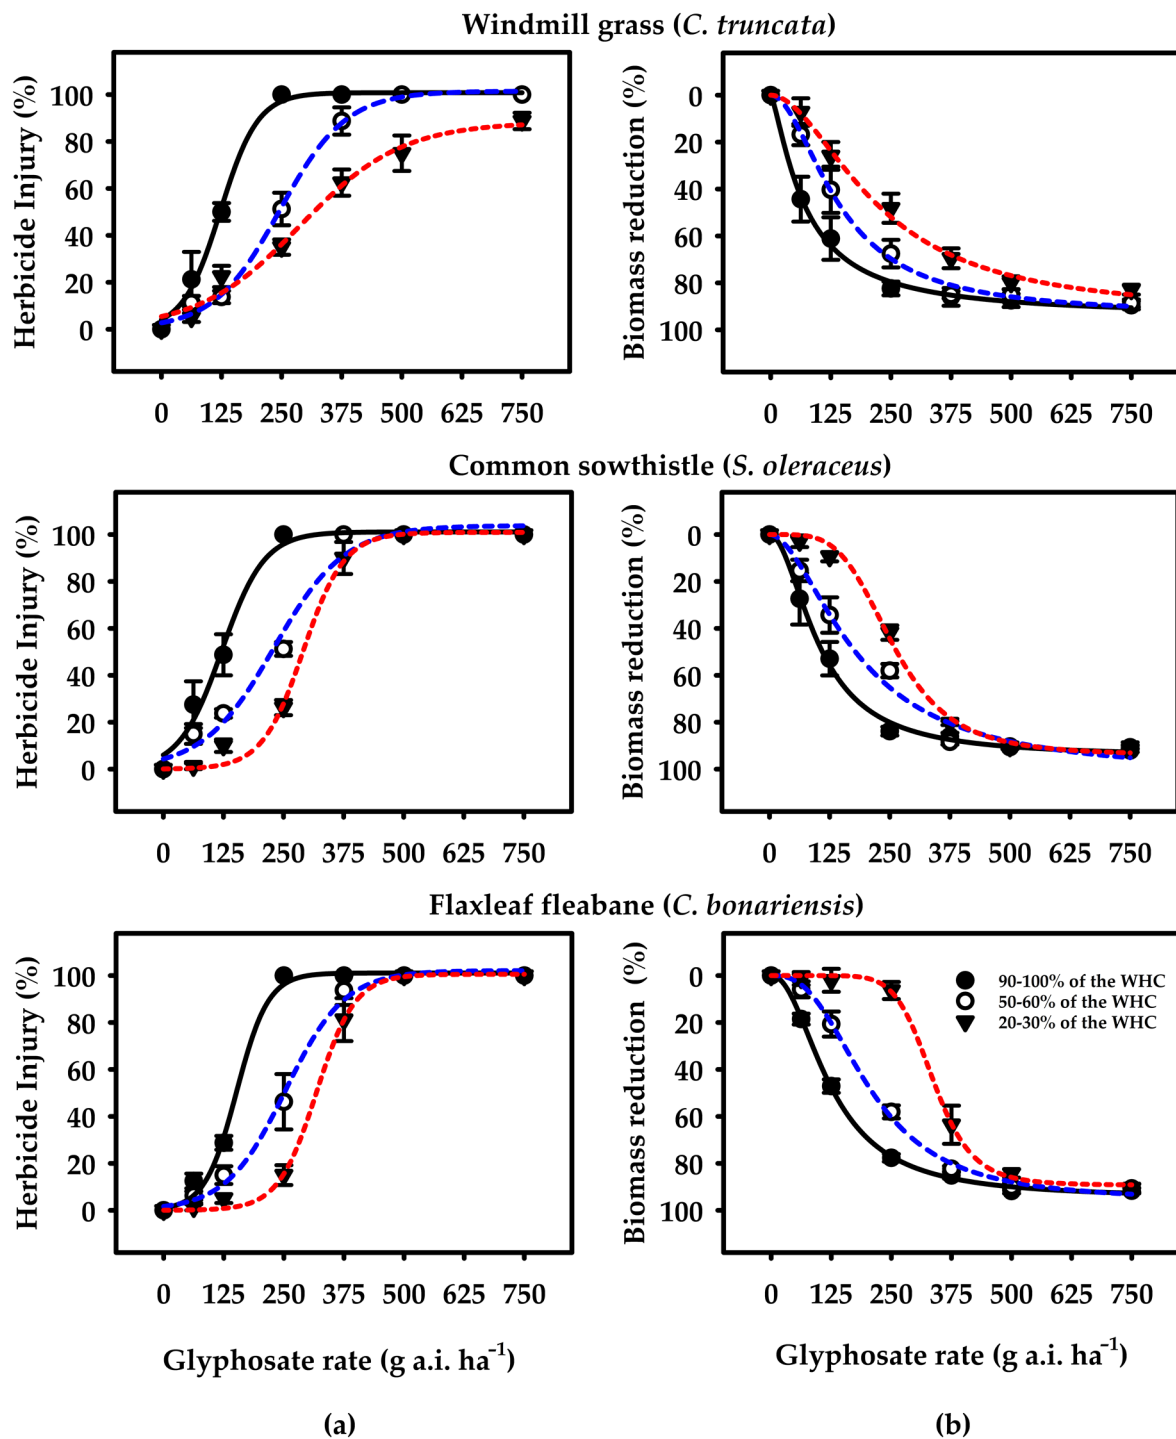 Windmill grass (C. truncata)
Herbicide Injury (%)
100
80
60
40
20
0
0 125 250 375 500 625 750
Biomass reduction (%)
0
20
40
60
80
100
0 125 250 375 500 625 750
Common sowthistle (S. oleraceus)
Herbicide Injury (%)
100
80
60
40
20
0
0 125 250 375 500 625 750
Biomass reduction (%)
0
20
40
60
80
100
0 125 250 375 500 625 750
Flaxleaf fleabane (C. bonariensis)
Herbicide Injury (%)
100
80
60
40
20
0
0 125 250 375 500 625 750
Glyphosate rate (g a.i. ha⁻¹)
(a)
Biomass reduction (%)
0
20
40
60
80
100
90-100% of the WHC
50-60% of the WHC
20-30% of the WHC
0 125 250 375 500 625 750
Glyphosate rate (g a.i. ha⁻¹)
(b)